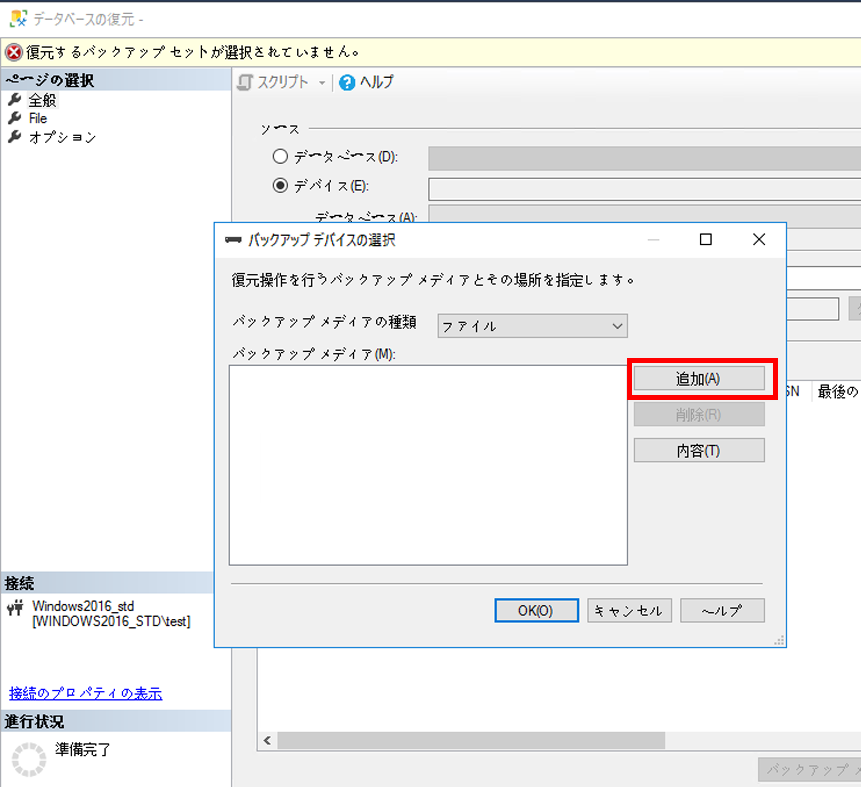 データベースの復元 -
復元するバックアップ セットが選択されていません。
ページの選択
全般
File
オプション
スクリプト
ヘルプ
ソース
データベース(D):
デバイス(E):
データベース(A):
バックアップ デバイスの選択
復元操作を行うバックアップ メディアとその場所を指定します。
バックアップ メディアの種類
ファイル
バックアップ メディア(M):
追加(A)
削除(R)
内容(T)
SN
最後の
OK(O)
キャンセル
ヘルプ
接続
Windows2016_std
[WINDOWS2016_STD\test]
接続のプロパティの表示
進行状況
準備完了
バックアップ